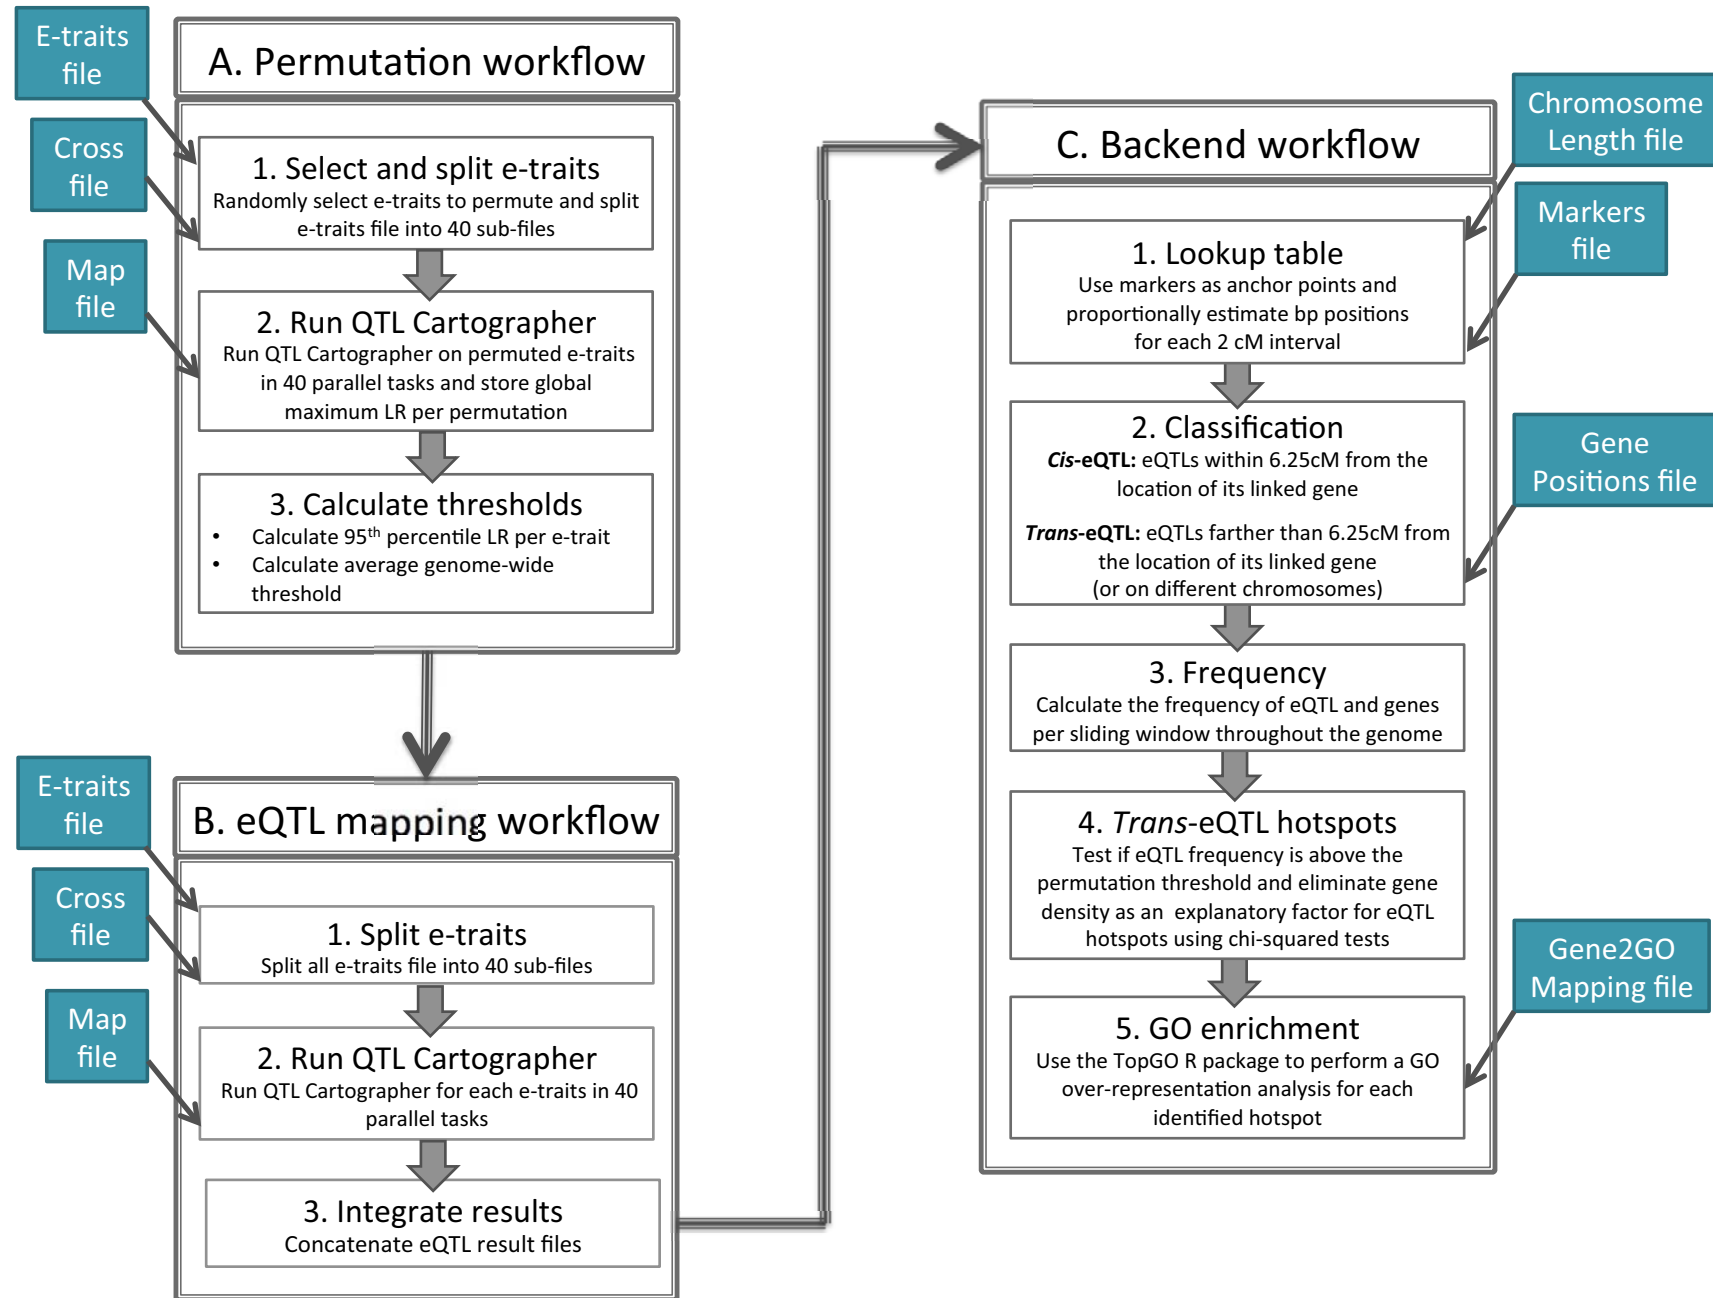 E-traits
file
Cross
file
Map
file
A. Permutation workflow
1. Select and split e-traits
Randomly select e-traits to permute and split
e-traits file into 40 sub-files
2. Run QTL Cartographer
Run QTL Cartographer on permuted e-traits
in 40 parallel tasks and store global
maximum LR per permutation
3. Calculate thresholds
• Calculate 95th percentile LR per e-trait
• Calculate average genome-wide
threshold
E-traits
file
Cross
file
Map
file
B. eQTL mapping workflow
1. Split e-traits
Split all e-traits file into 40 sub-files
2. Run QTL Cartographer
Run QTL Cartographer for each e-traits in 40
parallel tasks
3. Integrate results
Concatenate eQTL result files
C. Backend workflow
1. Lookup table
Use markers as anchor points and
proportionally estimate bp positions
for each 2 cM interval
2. Classification
Cis-eQTL: eQTLs within 6.25cM from the
location of its linked gene
Trans-eQTL: eQTLs farther than 6.25cM from
the location of its linked gene
(or on different chromosomes)
3. Frequency
Calculate the frequency of eQTL and genes
per sliding window throughout the genome
4. Trans-eQTL hotspots
Test if eQTL frequency is above the
permutation threshold and eliminate gene
density as an explanatory factor for eQTL
hotspots using chi-squared tests
5. GO enrichment
Use the TopGO R package to perform a GO
over-representation analysis for each
identified hotspot
Chromosome
Length file
Markers
file
Gene
Positions file
Gene2GO
Mapping file